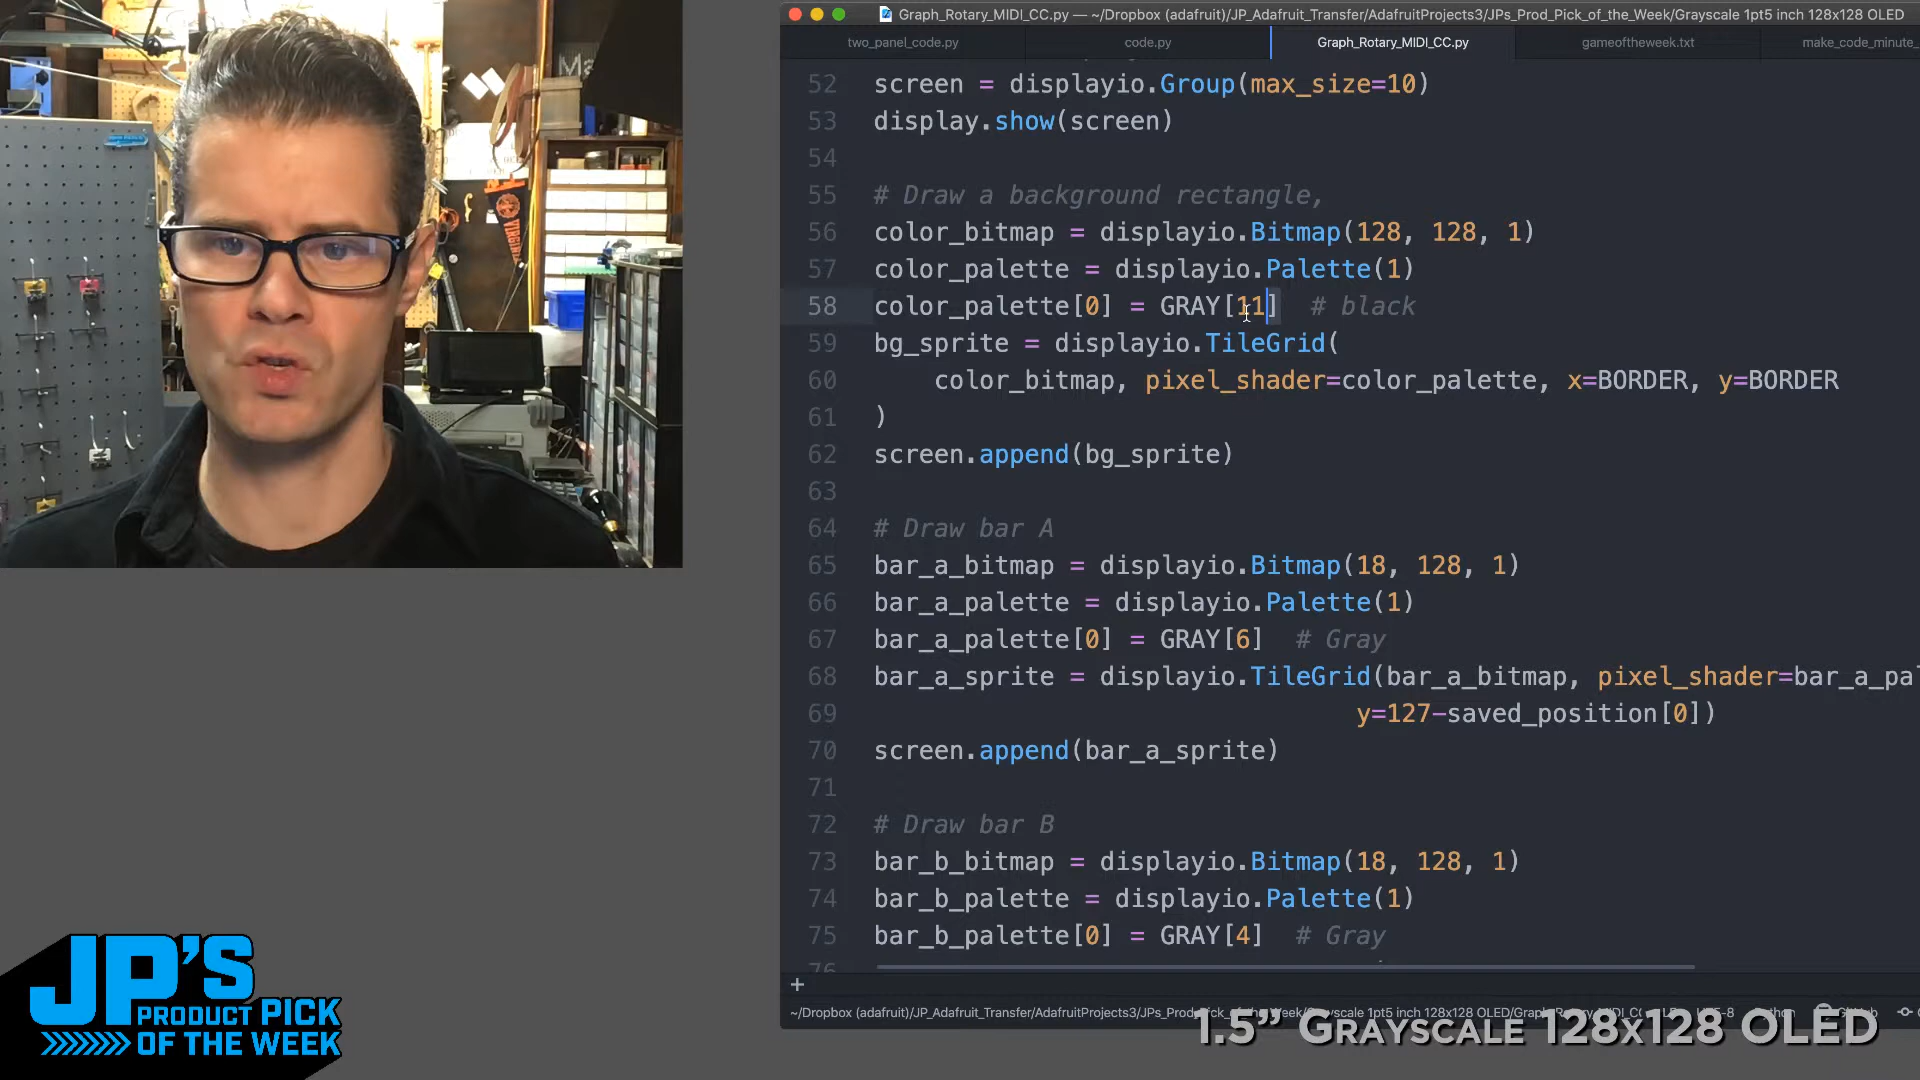 Graph_Rotary_MIDI_CC.py — ~/Dropbox (adafruit)/JP_Adafruit_Transfer/AdafruitProjects3/JPs_Prod_Pick_of_the_Week/Grayscale 1pt5 inch 128x128 OLED
two_panel_code.py
code.py
Graph_Rotary_MIDI_CC.py
gameoftheweek.txt
make_code_minute_
52 screen = displayio.Group(max_size=10)
53 display.show(screen)
54
55 # Draw a background rectangle,
56 color_bitmap = displayio.Bitmap(128, 128, 1)
57 color_palette = displayio.Palette(1)
58 color_palette[0] = GRAY[11] # black
59 bg_sprite = displayio.TileGrid(
60 color_bitmap, pixel_shader=color_palette, x=BORDER, y=BORDER
61 )
62 screen.append(bg_sprite)
63
64 # Draw bar A
65 bar_a_bitmap = displayio.Bitmap(18, 128, 1)
66 bar_a_palette = displayio.Palette(1)
67 bar_a_palette[0] = GRAY[6] # Gray
68 bar_a_sprite = displayio.TileGrid(bar_a_bitmap, pixel_shader=bar_a_pa
69 y=127-saved_position[0])
70 screen.append(bar_a_sprite)
71
72 # Draw bar B
73 bar_b_bitmap = displayio.Bitmap(18, 128, 1)
74 bar_b_palette = displayio.Palette(1)
75 bar_b_palette[0] = GRAY[4] # Gray
76
VIRGINIA
JP'S
PRODUCT PICK
OF THE WEEK
1.5” GRAYSCALE 128X128 OLED